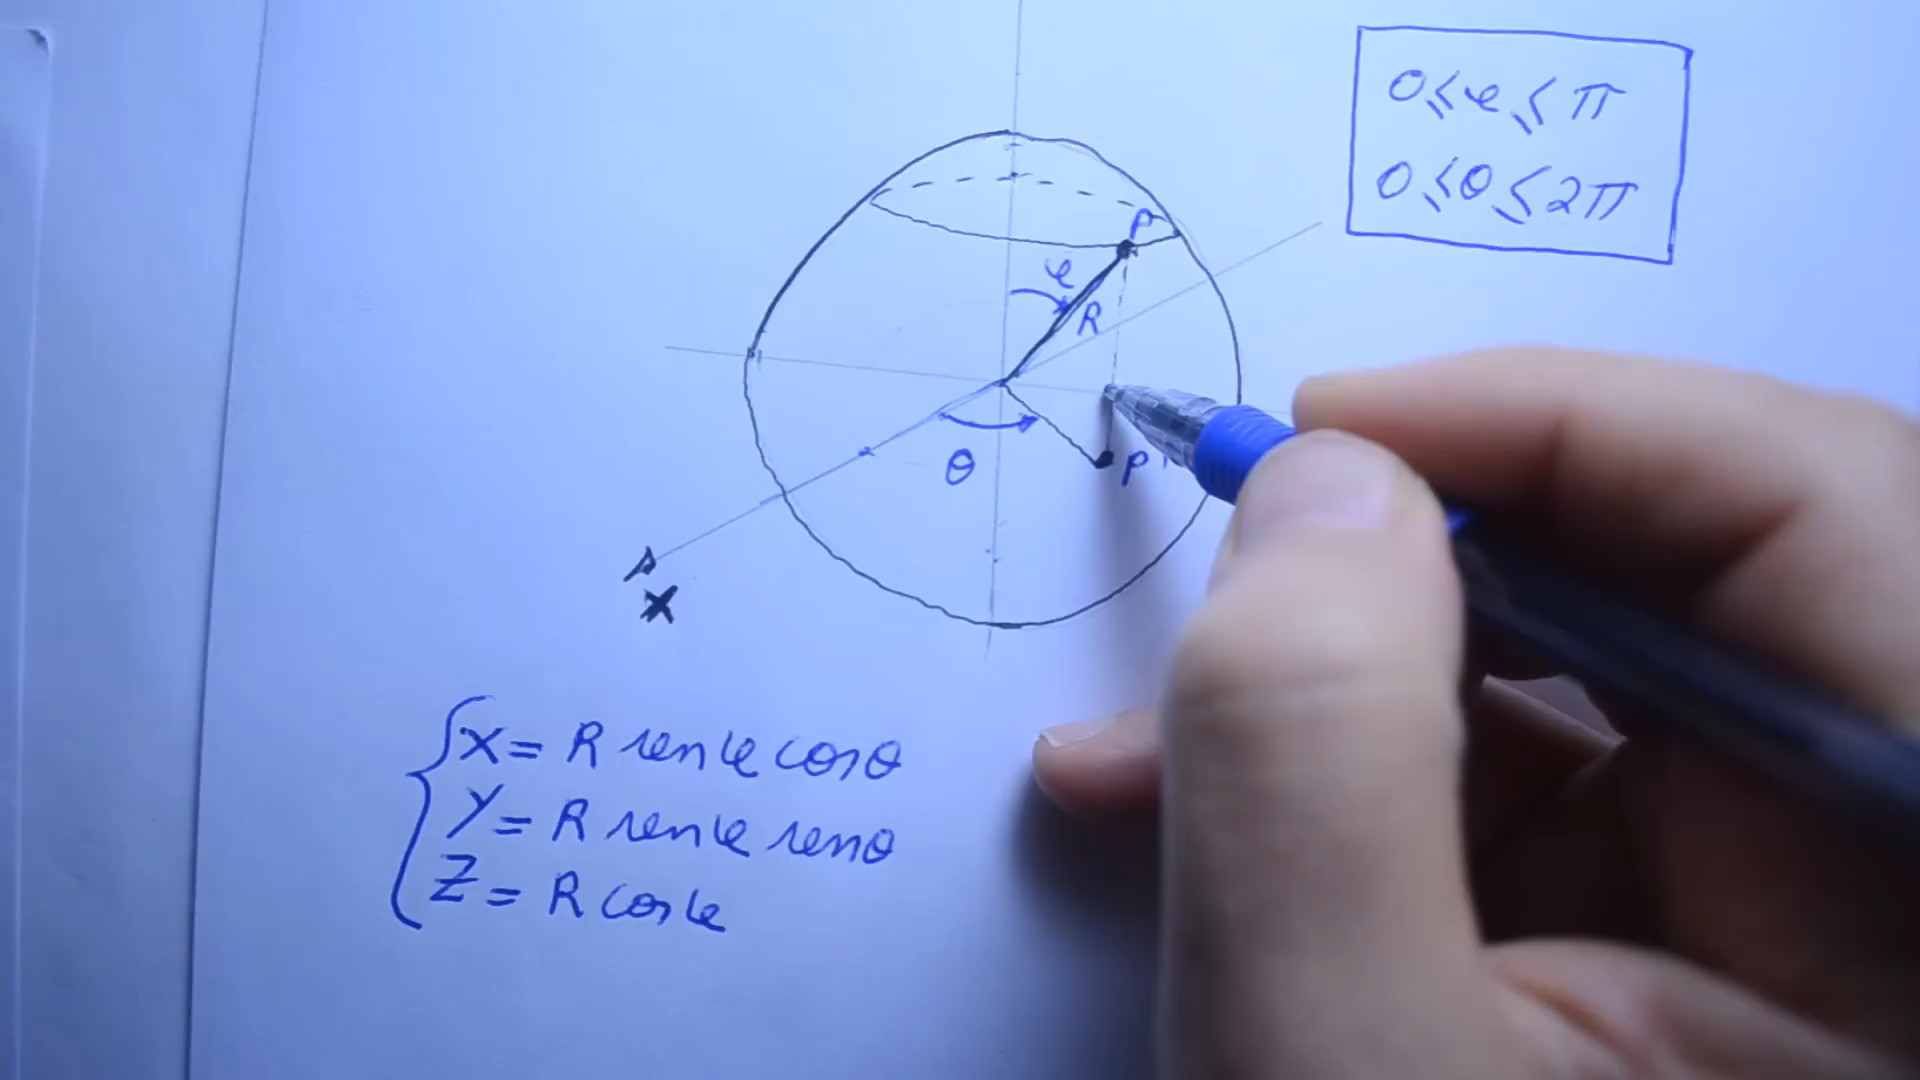 0≤φ≤π
0≤θ≤2π
P
φ
R
θ
P'
X
X = R sen φ cos θ
Y = R sen φ sen θ
Z = R cos φ